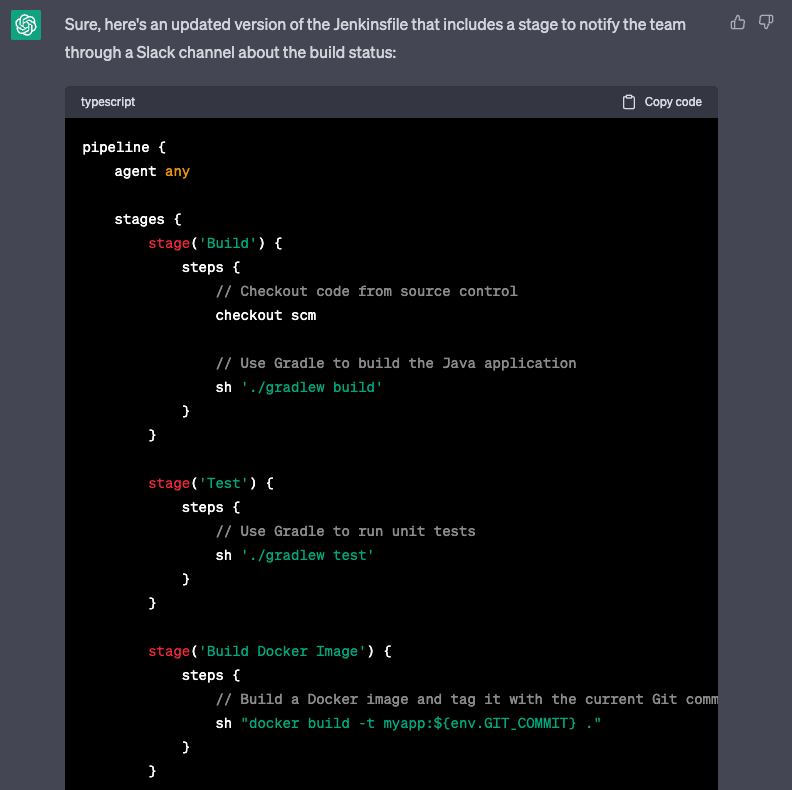 Sure, here's an updated version of the Jenkinsfile that includes a stage to notify the team
through a Slack channel about the build status:
typescript
Copy code
pipeline {
agent any
stages {
stage('Build') {
steps {
// Checkout code from source control
checkout scm
// Use Gradle to build the Java application
sh './gradlew build'
}
}
stage('Test') {
steps {
// Use Gradle to run unit tests
sh './gradlew test'
}
}
stage('Build Docker Image') {
steps {
// Build a Docker image and tag it with the current Git comm
sh "docker build -t myapp:${env.GIT_COMMIT} ."
}
}